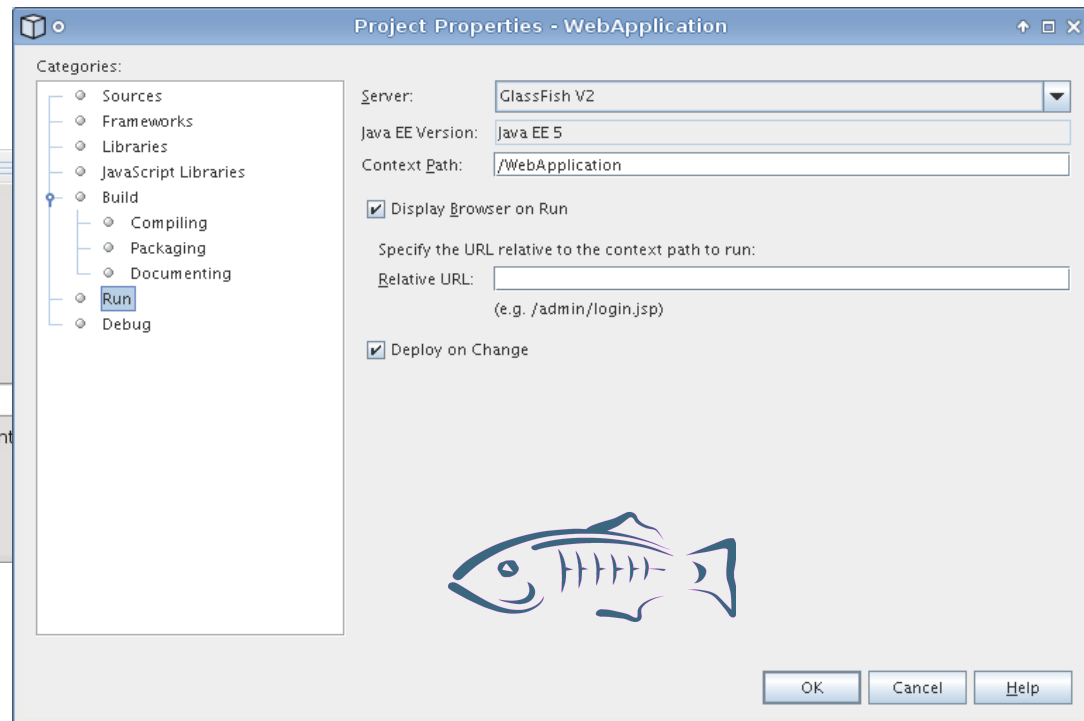 Project Properties - WebApplication
Categories:
Sources
Frameworks
Libraries
JavaScript Libraries
Build
Compiling
Packaging
Documenting
Run
Debug
Server: GlassFish V2
Java EE Version: Java EE 5
Context Path: /WebApplication
Display Browser on Run
Specify the URL relative to the context path to run:
Relative URL:
(e.g. /admin/login.jsp)
Deploy on Change
OK Cancel Help